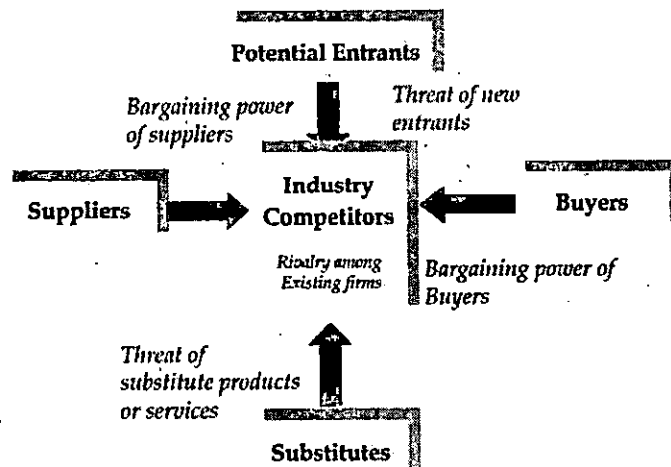 Potential Entrants
Bargaining power
of suppliers
Threat of new
entrants
Suppliers
Industry
Competitors
Rivalry among
Existing firms
Buyers
Bargaining power of
Buyers
Threat of
substitute products
or services
Substitutes